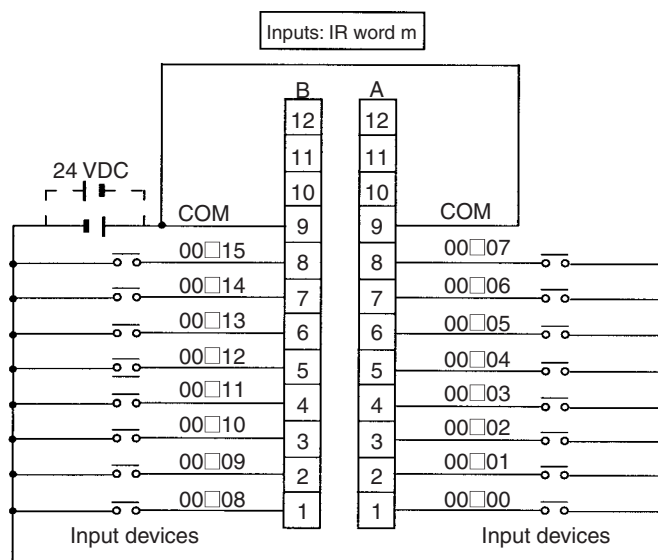 Inputs: IR word m
B A
12 12
11 11
24 VDC
10 10
COM 9 9 COM
00□15 8 8 00□07
00□14 7 7 00□06
00□13 6 6 00□05
00□12 5 5 00□04
00□11 4 4 00□03
00□10 3 3 00□02
00□09 2 2 00□01
00□08 1 1 00□00
Input devices Input devices